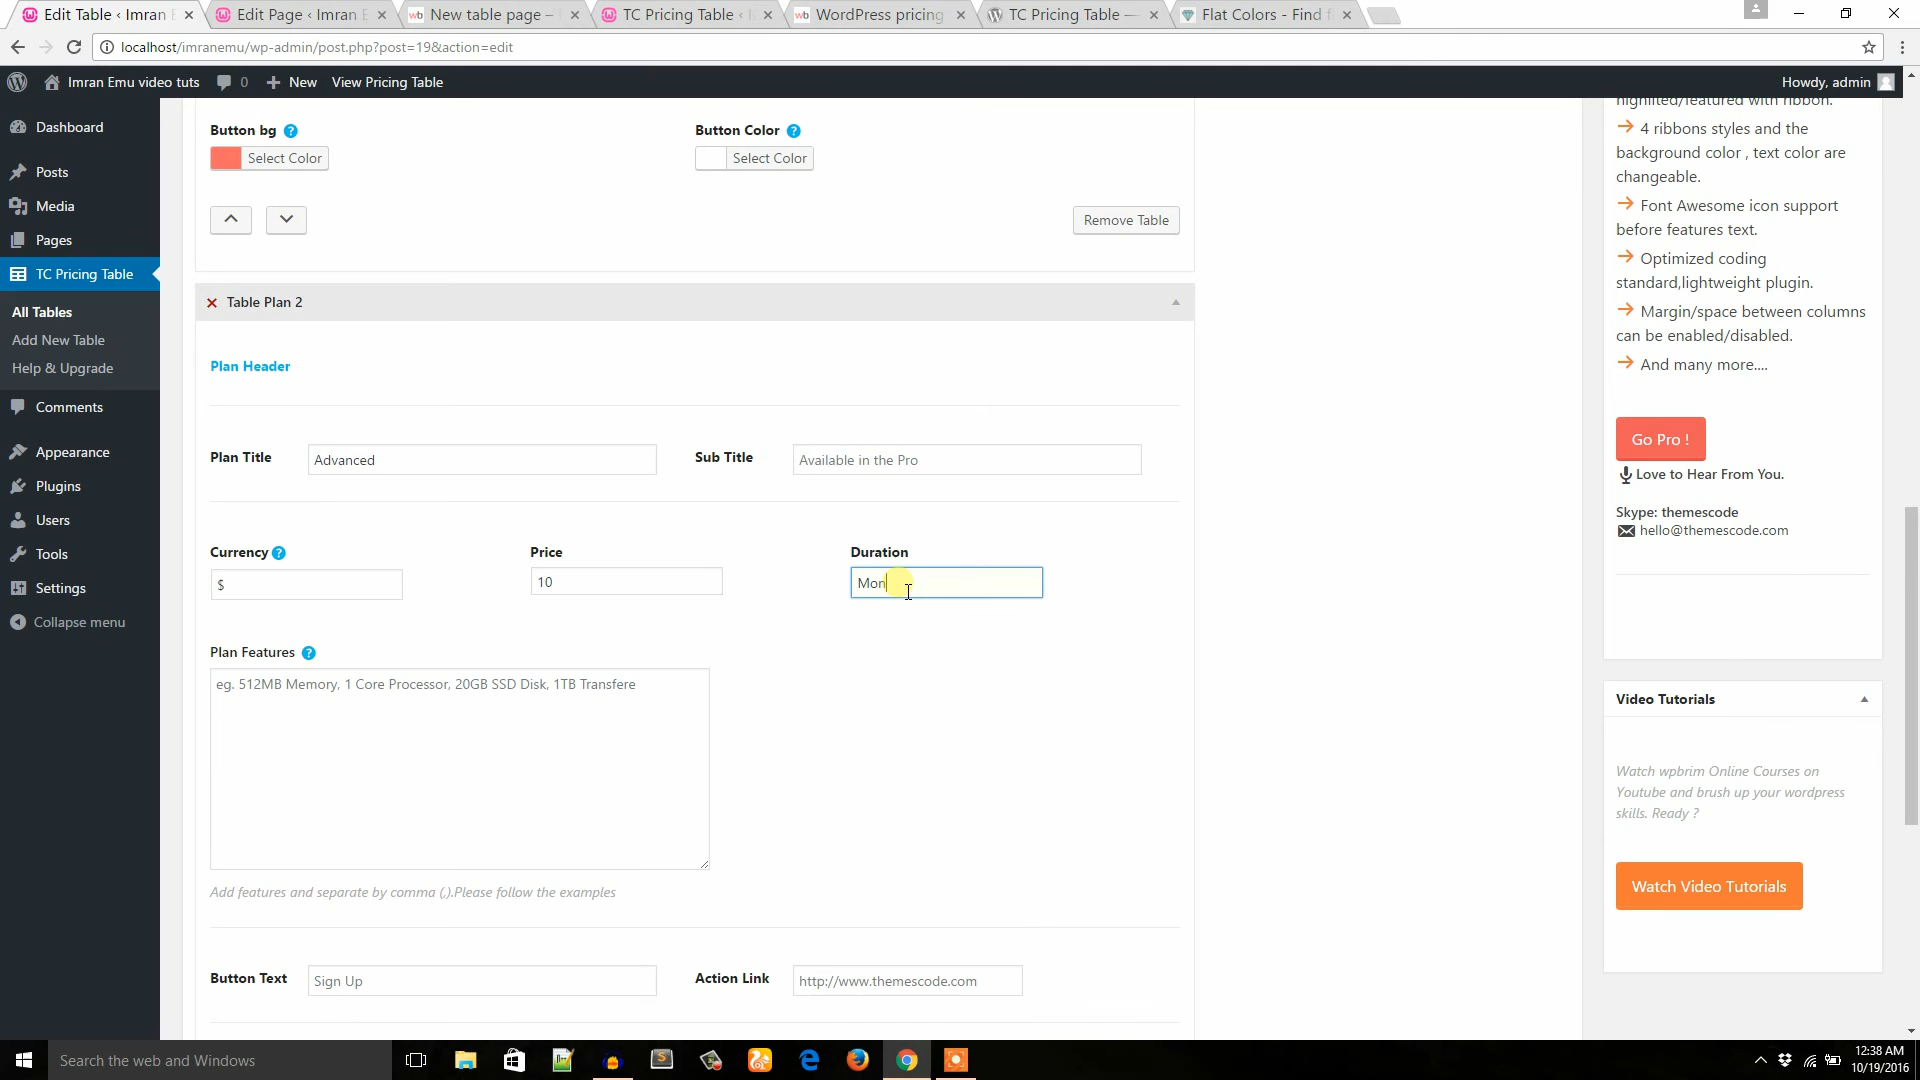 Edit Table ‹ Imran E
Edit Page ‹ Imran E
New table page –
TC Pricing Table ‹ I
WordPress pricing
TC Pricing Table —
Flat Colors - Find f
localhost/imranemu/wp-admin/post.php?post=19&action=edit
Imran Emu video tuts
0
New
View Pricing Table
Howdy, admin
Dashboard
Posts
Media
Pages
TC Pricing Table
All Tables
Add New Table
Help & Upgrade
Comments
Appearance
Plugins
Users
Tools
Settings
Collapse menu
Button bg ?
Button Color ?
Select Color
Select Color
Remove Table
Table Plan 2
Plan Header
Plan Title
Advanced
Sub Title
Available in the Pro
Currency ?
Price
Duration
$
10
Mon
Plan Features ?
eg. 512MB Memory, 1 Core Processor, 20GB SSD Disk, 1TB Transfere
Add features and separate by comma (,).Please follow the examples
Button Text
Sign Up
Action Link
http://www.themescode.com
highlited/featured with ribbon.
4 ribbons styles and the
background color , text color are
changeable.
Font Awesome icon support
before features text.
Optimized coding
standard,lightweight plugin.
Margin/space between columns
can be enabled/disabled.
And many more....
Go Pro !
Love to Hear From You.
Skype: themescode
hello@themescode.com
Video Tutorials
Watch wpbrim Online Courses on
Youtube and brush up your wordpress
skills. Ready ?
Watch Video Tutorials
Search the web and Windows
12:38 AM
10/19/2016